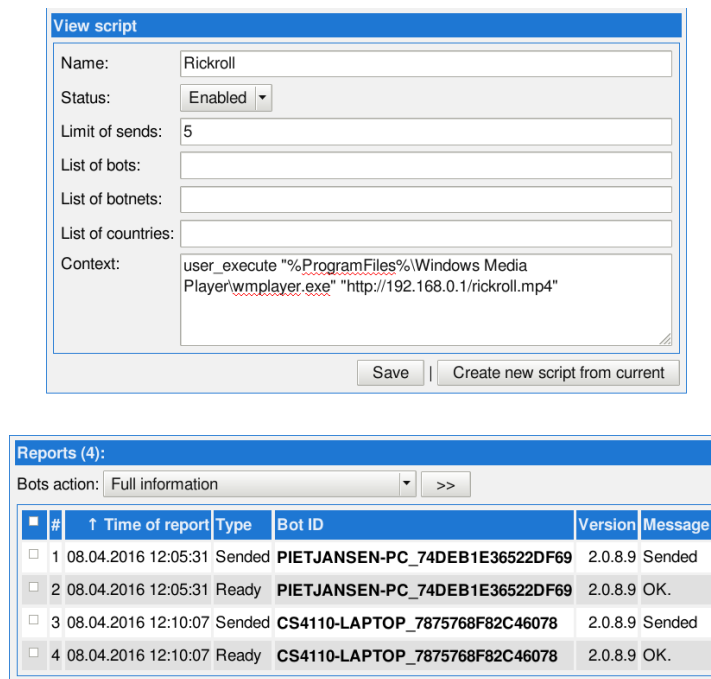 View script
Name: Rickroll
Status: Enabled
Limit of sends: 5
List of bots:
List of botnets:
List of countries:
Context: user_execute "%ProgramFiles%\Windows Media
Player\wmplayer.exe" "http://192.168.0.1/rickroll.mp4"
Save | Create new script from current
Reports (4):
Bots action: Full information >>
# ↑ Time of report Type Bot ID Version Message
1 08.04.2016 12:05:31 Sended PIETJANSEN-PC_74DEB1E36522DF69 2.0.8.9 Sended
2 08.04.2016 12:05:31 Ready PIETJANSEN-PC_74DEB1E36522DF69 2.0.8.9 OK.
3 08.04.2016 12:10:07 Sended CS4110-LAPTOP_7875768F82C46078 2.0.8.9 Sended
4 08.04.2016 12:10:07 Ready CS4110-LAPTOP_7875768F82C46078 2.0.8.9 OK.